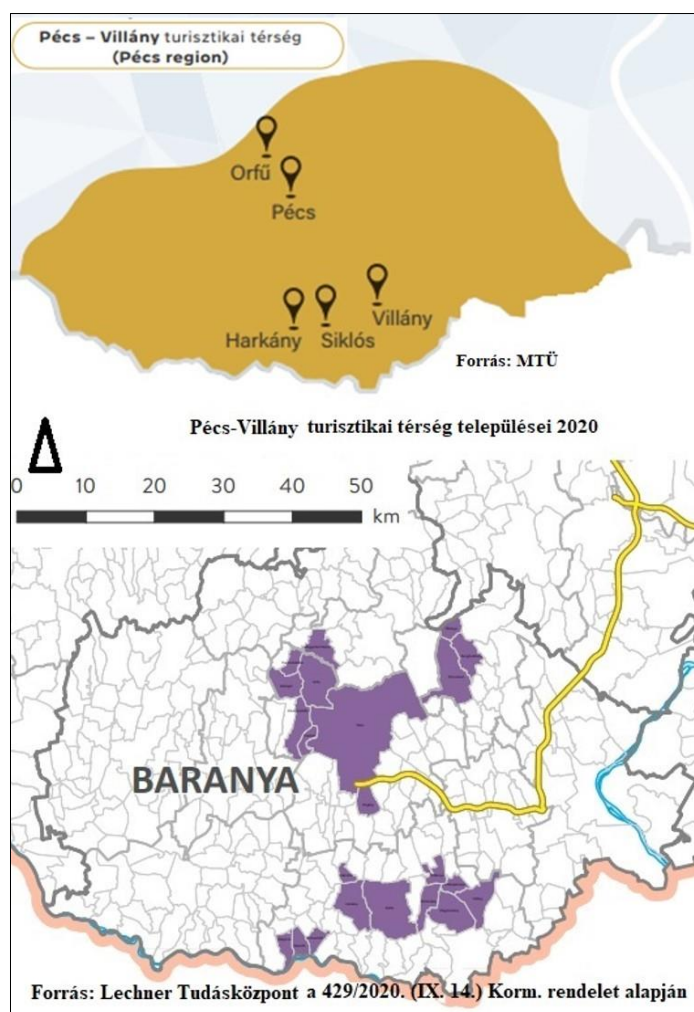 Pécs – Villány turisztikai térség
(Pécs region)
Orfű
Pécs
Harkány
Siklós
Villány
Forrás: MTÜ
Pécs-Villány turisztikai térség települései 2020
0 10 20 30 40 50
km
BARANYA
Forrás: Lechner Tudásközpont a 429/2020. (IX. 14.) Korm. rendelet alapján